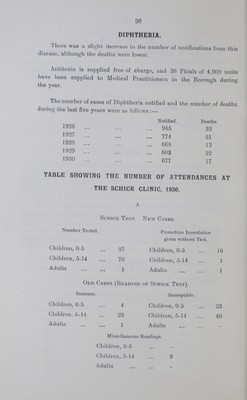 98
DIPHTHERIA.
There was a slight increase in the number of notifications from this
disease, although the deaths were lower.
Antitoxin is supplied free of charge, and 36 Phials of 4,000 units
have been supplied to Medical Practitioners in the Borough during
the year.
The number of cases of Diphtheria notified and the number of deaths
during the last five years were as follows :—
Notified. Deaths.
1926 ... ... ... 945 32
1927 ... ... ... 774 21
1928 ... ... ... 668 13
1929 ... ... ... 603 22
1930 ... ... ... 677 17
TABLE SHOWING THE NUMBER OF ATTENDANCES AT
THE SCHICK CLINIC, 1930.
A
Schick Test. New Cases.
Number Tested. Protective Inoculation
given without Test.
Children, 0-5 ... 37 Children, 0-5 ... 16
Children, 5-14 ... 78 Children, 5-14 ... 1
Adults ... 1 Adults ... 1
Old Cases (Reading of Schick Test).
Immune. Susceptible.
Children, 0-5 ... 4 Children, 0-5 ... 33
Children, 5-14 ... 29 Children, 5-14 ... 40
Adults ... 1 Adults ... –
Miscellaneous Readings.
Children, 0-5 ... –
Children, 5-14 ... 9
Adults ... –